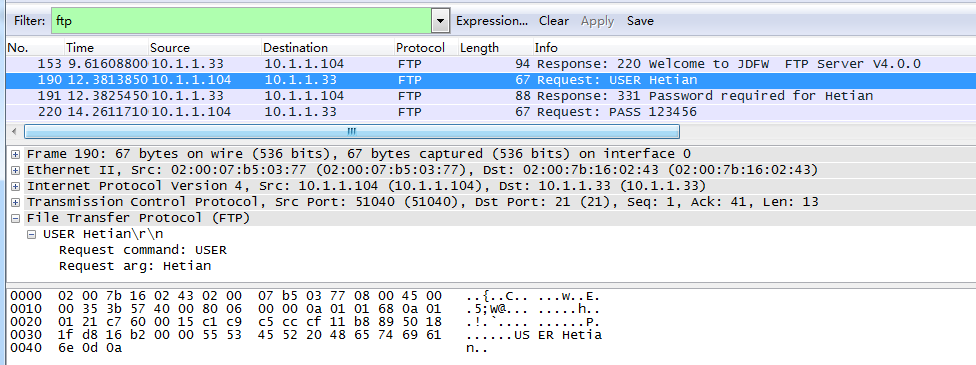 Filter: ftp Expression... Clear Apply Save
No. Time Source Destination Protocol Length Info
153 9.61608800 10.1.1.33 10.1.1.104 FTP 94 Response: 220 Welcome to JDFW  FTP Server V4.0.0
190 12.3813850 10.1.1.104 10.1.1.33 FTP 67 Request: USER Hetian
191 12.3825450 10.1.1.33 10.1.1.104 FTP 88 Response: 331 Password required for Hetian
220 14.2611710 10.1.1.104 10.1.1.33 FTP 67 Request: PASS 123456
Frame 190: 67 bytes on wire (536 bits), 67 bytes captured (536 bits) on interface 0
Ethernet II, Src: 02:00:07:b5:03:77 (02:00:07:b5:03:77), Dst: 02:00:7b:16:02:43 (02:00:7b:16:02:43)
Internet Protocol Version 4, Src: 10.1.1.104 (10.1.1.104), Dst: 10.1.1.33 (10.1.1.33)
Transmission Control Protocol, Src Port: 51040 (51040), Dst Port: 21 (21), Seq: 1, Ack: 41, Len: 13
File Transfer Protocol (FTP)
USER Hetian\r\n
Request command: USER
Request arg: Hetian
0000 02 00 7b 16 02 43 02 00 07 b5 03 77 08 00 45 00 ..{..C.. ...w..E.
0010 00 35 3b 57 40 00 80 06 00 00 0a 01 01 68 0a 01 .5;W@... .....h..
0020 01 21 c7 60 00 15 c1 c9 c5 cc cf 11 b8 89 50 18 .!.`.... ......P.
0030 1f d8 16 b2 00 00 55 53 45 52 20 48 65 74 69 61 ......US ER Hetia
0040 6e 0d 0a n..